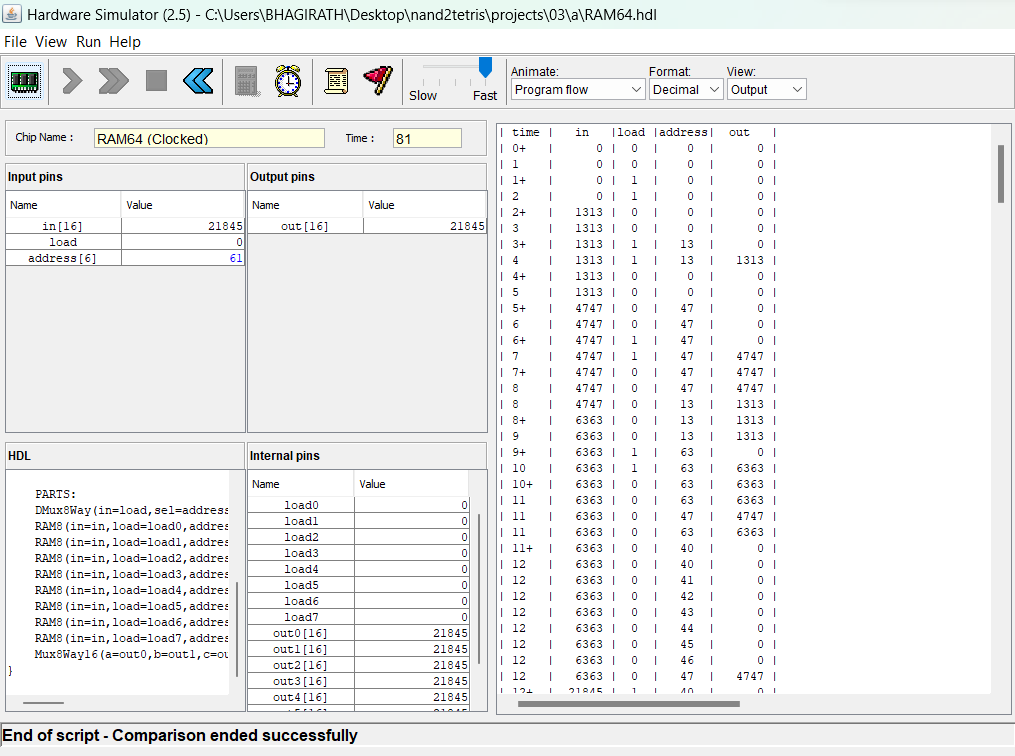 Hardware Simulator (2.5) - C:\Users\BHAGIRATH\Desktop\nand2tetris\projects\03\a\RAM64.hdl
File View Run Help
Slow Fast
Animate: Format: View:
Program flow Decimal Output
Chip Name : RAM64 (Clocked) Time : 81
Input pins
Name Value
in[16] 21845
load 0
address[6] 61
Output pins
Name Value
out[16] 21845
HDL
PARTS:
DMux8Way(in=load,sel=address
RAM8(in=in,load=load0,addres
RAM8(in=in,load=load1,addres
RAM8(in=in,load=load2,addres
RAM8(in=in,load=load3,addres
RAM8(in=in,load=load4,addres
RAM8(in=in,load=load5,addres
RAM8(in=in,load=load6,addres
RAM8(in=in,load=load7,addres
Mux8Way16(a=out0,b=out1,c=ou
}
Internal pins
Name Value
load0 0
load1 0
load2 0
load3 0
load4 0
load5 0
load6 0
load7 0
out0[16] 21845
out1[16] 21845
out2[16] 21845
out3[16] 21845
out4[16] 21845
| time | in |load |address| out |
| 0+ | 0 | 0 | 0 | 0 |
| 1 | 0 | 0 | 0 | 0 |
| 1+ | 0 | 1 | 0 | 0 |
| 2 | 0 | 1 | 0 | 0 |
| 2+ | 1313 | 0 | 0 | 0 |
| 3 | 1313 | 0 | 0 | 0 |
| 3+ | 1313 | 1 | 13 | 0 |
| 4 | 1313 | 1 | 13 | 1313 |
| 4+ | 1313 | 0 | 0 | 0 |
| 5 | 1313 | 0 | 0 | 0 |
| 5+ | 4747 | 0 | 47 | 0 |
| 6 | 4747 | 0 | 47 | 0 |
| 6+ | 4747 | 1 | 47 | 0 |
| 7 | 4747 | 1 | 47 | 4747 |
| 7+ | 4747 | 0 | 47 | 4747 |
| 8 | 4747 | 0 | 47 | 4747 |
| 8 | 4747 | 0 | 13 | 1313 |
| 8+ | 6363 | 0 | 13 | 1313 |
| 9 | 6363 | 0 | 13 | 1313 |
| 9+ | 6363 | 1 | 63 | 0 |
| 10 | 6363 | 1 | 63 | 6363 |
| 10+ | 6363 | 0 | 63 | 6363 |
| 11 | 6363 | 0 | 63 | 6363 |
| 11 | 6363 | 0 | 47 | 4747 |
| 11 | 6363 | 0 | 63 | 6363 |
| 11+ | 6363 | 0 | 40 | 0 |
| 12 | 6363 | 0 | 40 | 0 |
| 12 | 6363 | 0 | 41 | 0 |
| 12 | 6363 | 0 | 42 | 0 |
| 12 | 6363 | 0 | 43 | 0 |
| 12 | 6363 | 0 | 44 | 0 |
| 12 | 6363 | 0 | 45 | 0 |
| 12 | 6363 | 0 | 46 | 0 |
| 12 | 6363 | 0 | 47 | 4747 |
| 12+ | 21845 | 1 | 40 | 0 |
End of script - Comparison ended successfully